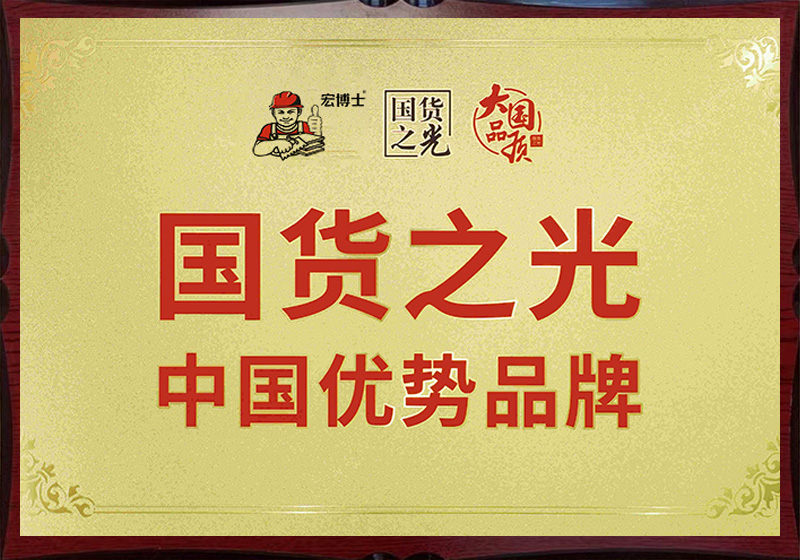 宏博士®
国货之光
大国品质
国货之光
中国优势品牌